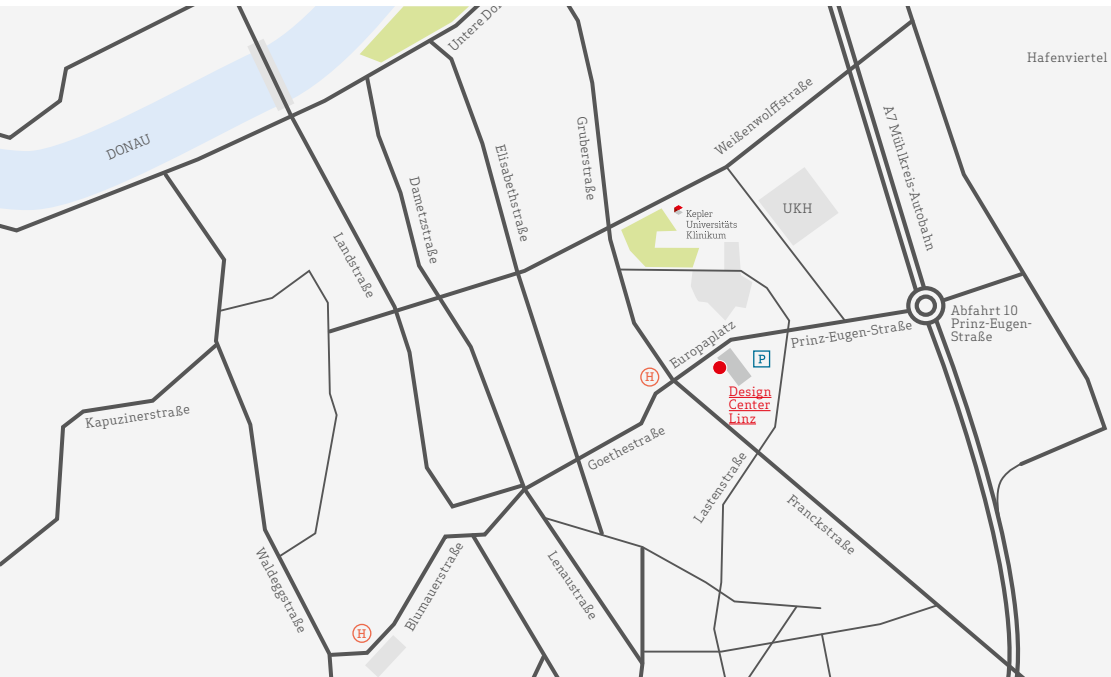 Untere Do
Hafenviertel
DONAU
Weißenwolffstraße
A7 Mühlkreis-Autobahn
Gruberstraße
Elisabethstraße
Dametzstraße
Landstraße
UKH
Kepler
Universitäts
Klinikum
Abfahrt 10
Prinz-Eugen-
Straße
Prinz-Eugen-Straße
Europaplatz
P
H
Design
Center
Linz
Kapuzinerstraße
Goethestraße
Lastenstraße
Franckstraße
Waldeggstraße
Blumauerstraße
Lenaustraße
H